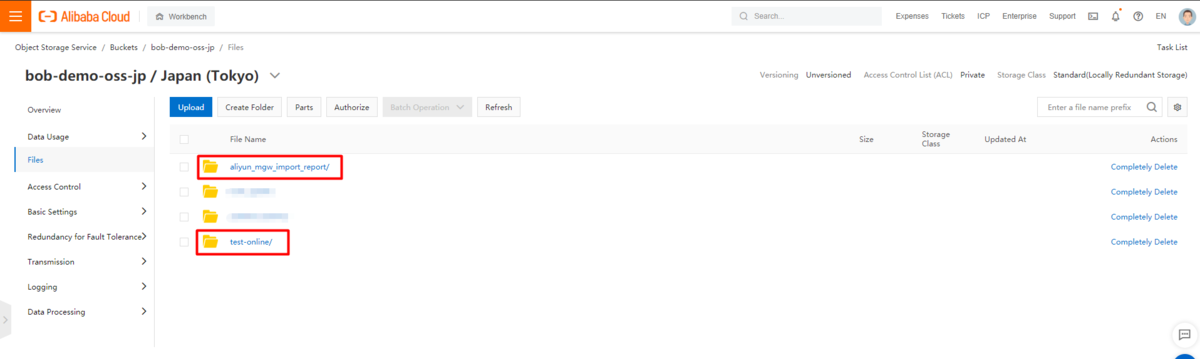 Alibaba Cloud
Workbench
Search...
Expenses Tickets ICP Enterprise Support EN
Object Storage Service / Buckets / bob-demo-oss-jp / Files
Task List
bob-demo-oss-jp / Japan (Tokyo)
Versioning Unversioned Access Control List (ACL) Private Storage Class Standard(Locally Redundant Storage)
Overview
Data Usage
Files
Access Control
Basic Settings
Redundancy for Fault Tolerance
Transmission
Logging
Data Processing
Upload Create Folder Parts Authorize Batch Operation Refresh
Enter a file name prefix
File Name Size Storage Class Updated At Actions
aliyun_mgw_import_report/ Completely Delete
Completely Delete
Completely Delete
test-online/ Completely Delete